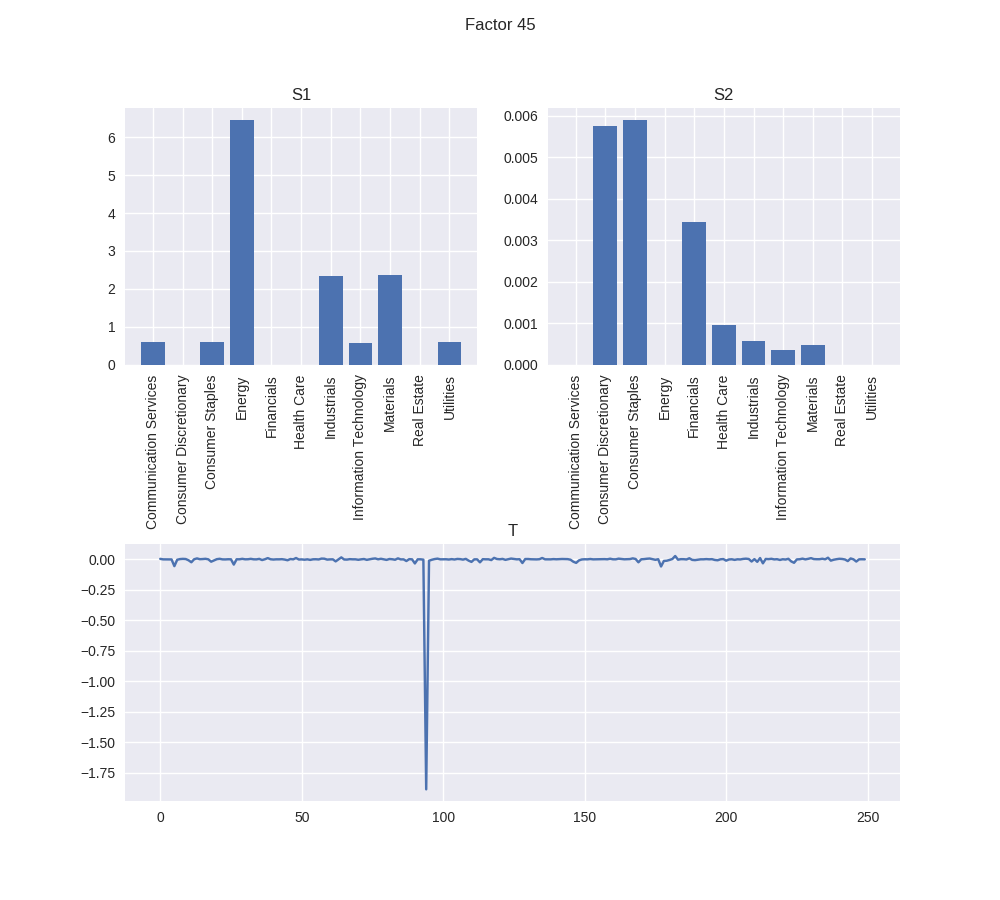 Factor 45
S1
S2
6
5
4
3
2
1
0
0.006
0.005
0.004
0.003
0.002
0.001
0.000
Communication Services
Consumer Discretionary
Consumer Staples
Energy
Financials
Health Care
Industrials
Information Technology
Materials
Real Estate
Utilities
Communication Services
Consumer Discretionary
Consumer Staples
Energy
Financials
Health Care
Industrials
Information Technology
Materials
Real Estate
Utilities
T
0.00
−0.25
−0.50
−0.75
−1.00
−1.25
−1.50
−1.75
0
50
100
150
200
250